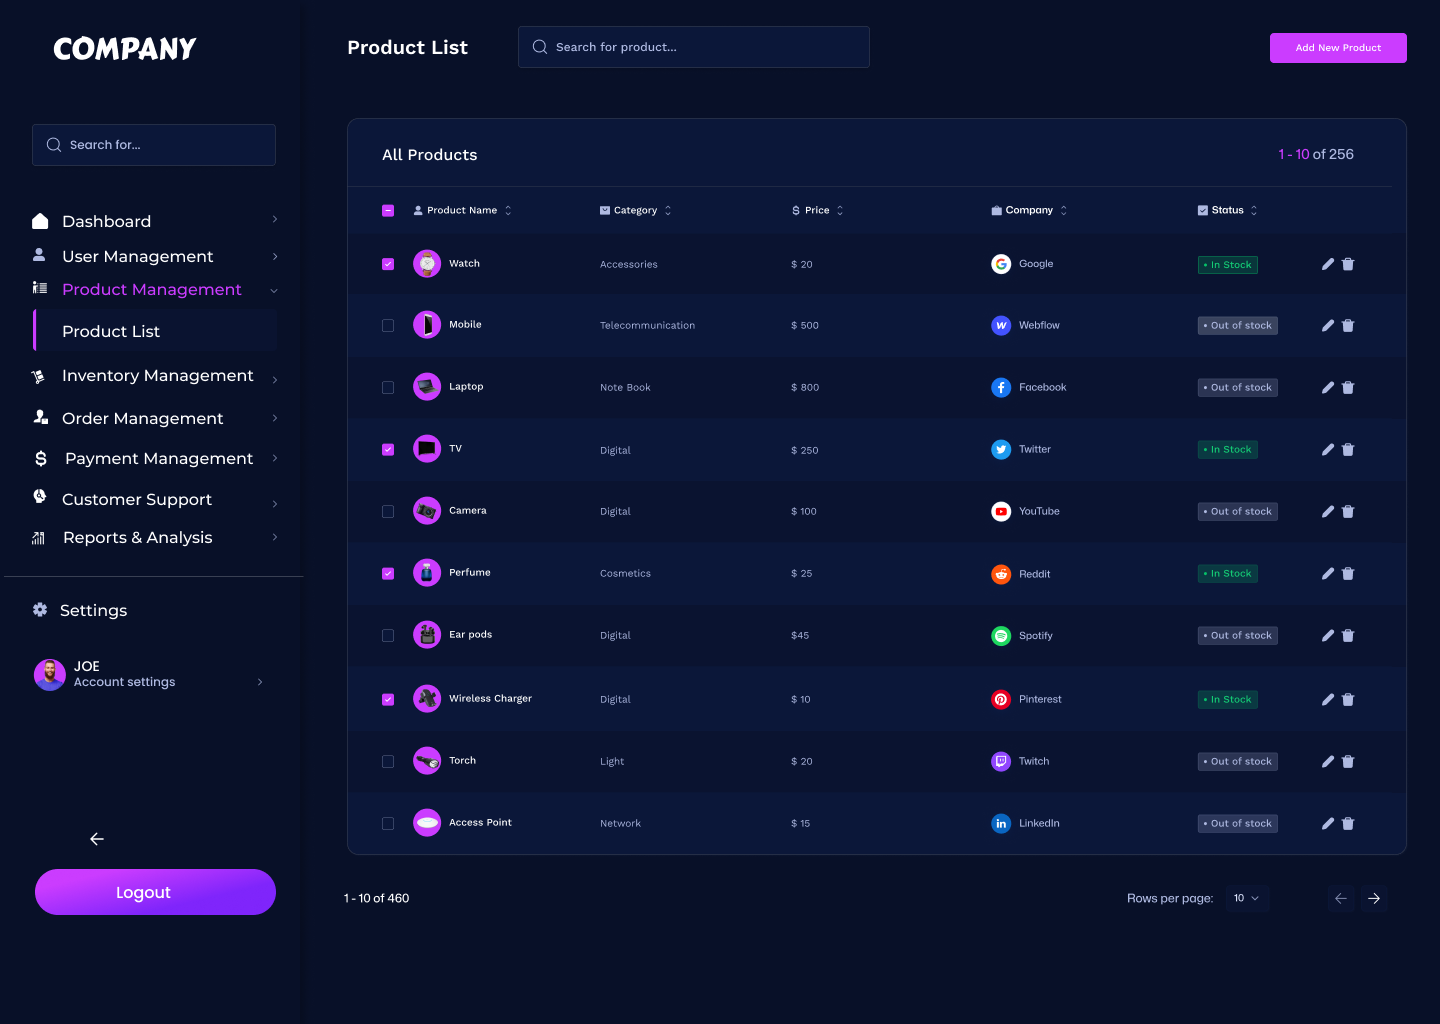 COMPANY
Search for...
Dashboard
User Management
Product Management
Product List
Inventory Management
Order Management
Payment Management
Customer Support
Reports & Analysis
Settings
JOE
Account settings
Logout
Product List
Search for product...
Add New Product
All Products
1 - 10 of 256
Product Name Category $ Price Company Status
Watch Accessories $ 20 Google • In Stock
Mobile Telecommunication $ 500 Webflow • Out of stock
Laptop Note Book $ 800 Facebook • Out of stock
TV Digital $ 250 Twitter • In Stock
Camera Digital $ 100 YouTube • Out of stock
Perfume Cosmetics $ 25 Reddit • In Stock
Ear pods Digital $45 Spotify • Out of stock
Wireless Charger Digital $ 10 Pinterest • In Stock
Torch Light $ 20 Twitch • Out of stock
Access Point Network $ 15 LinkedIn • Out of stock
1 - 10 of 460
Rows per page: 10